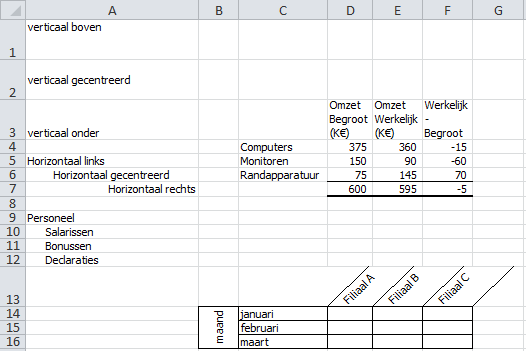 A B C D E F G
1 verticaal boven
2 verticaal gecentreerd
Omzet Omzet Werkelijk
Begroot Werkelijk -
3 verticaal onder (K€) (K€) Begroot
4 Computers 375 360 -15
5 Horizontaal links Monitoren 150 90 -60
6 Horizontaal gecentreerd Randapparatuur 75 145 70
7 Horizontaal rechts 600 595 -5
8
9 Personeel
10 Salarissen
11 Bonussen
12 Declaraties
13 Filiaal A Filiaal B Filiaal C
14 maand januari
15 februari
16 maart